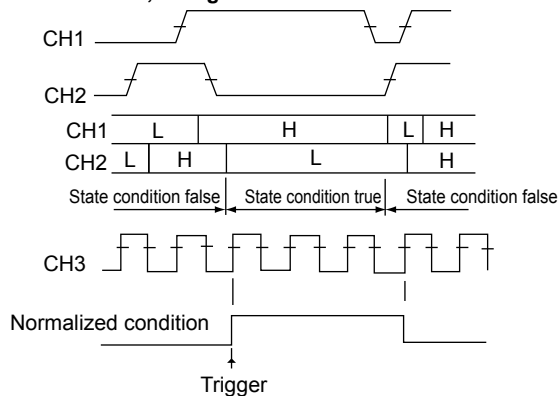 CH1
CH2
CH1 L H L H
CH2 L H L H
State condition false State condition true State condition false
CH3
Normalized condition
Trigger